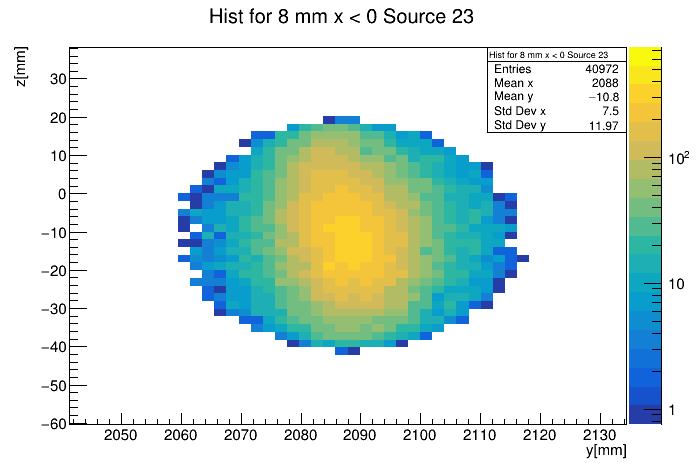 Hist for 8 mm x < 0 Source 23
z[mm]
Hist for 8 mm x < 0 Source 23
Entries 40972
Mean x 2088
Mean y −10.8
Std Dev x 7.5
Std Dev y 11.97
30
20
10
0
−10
−20
−30
−40
−50
−60
10²
10
1
2050 2060 2070 2080 2090 2100 2110 2120 2130
y[mm]